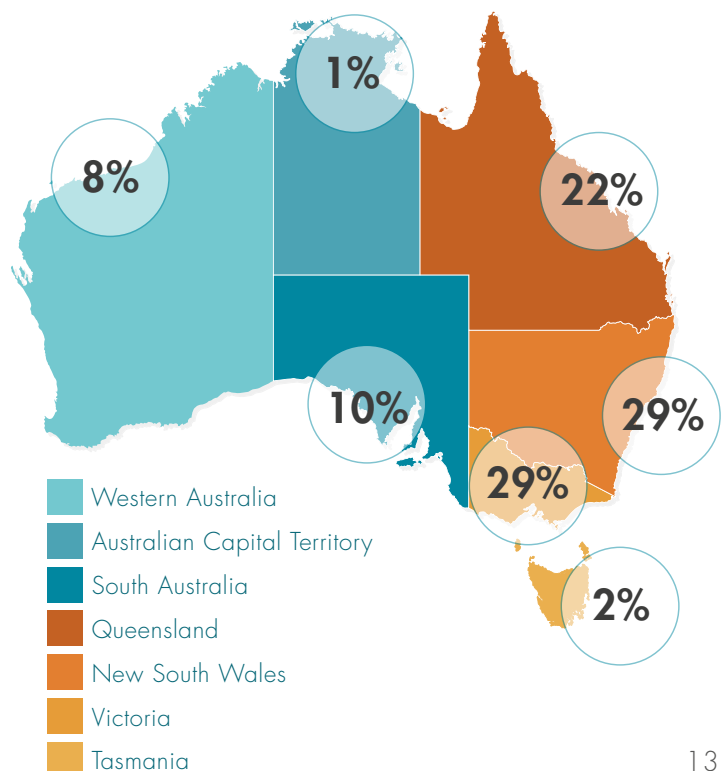 1%
8%
22%
10%
29%
29%
2%
Western Australia
Australian Capital Territory
South Australia
Queensland
New South Wales
Victoria
Tasmania
13